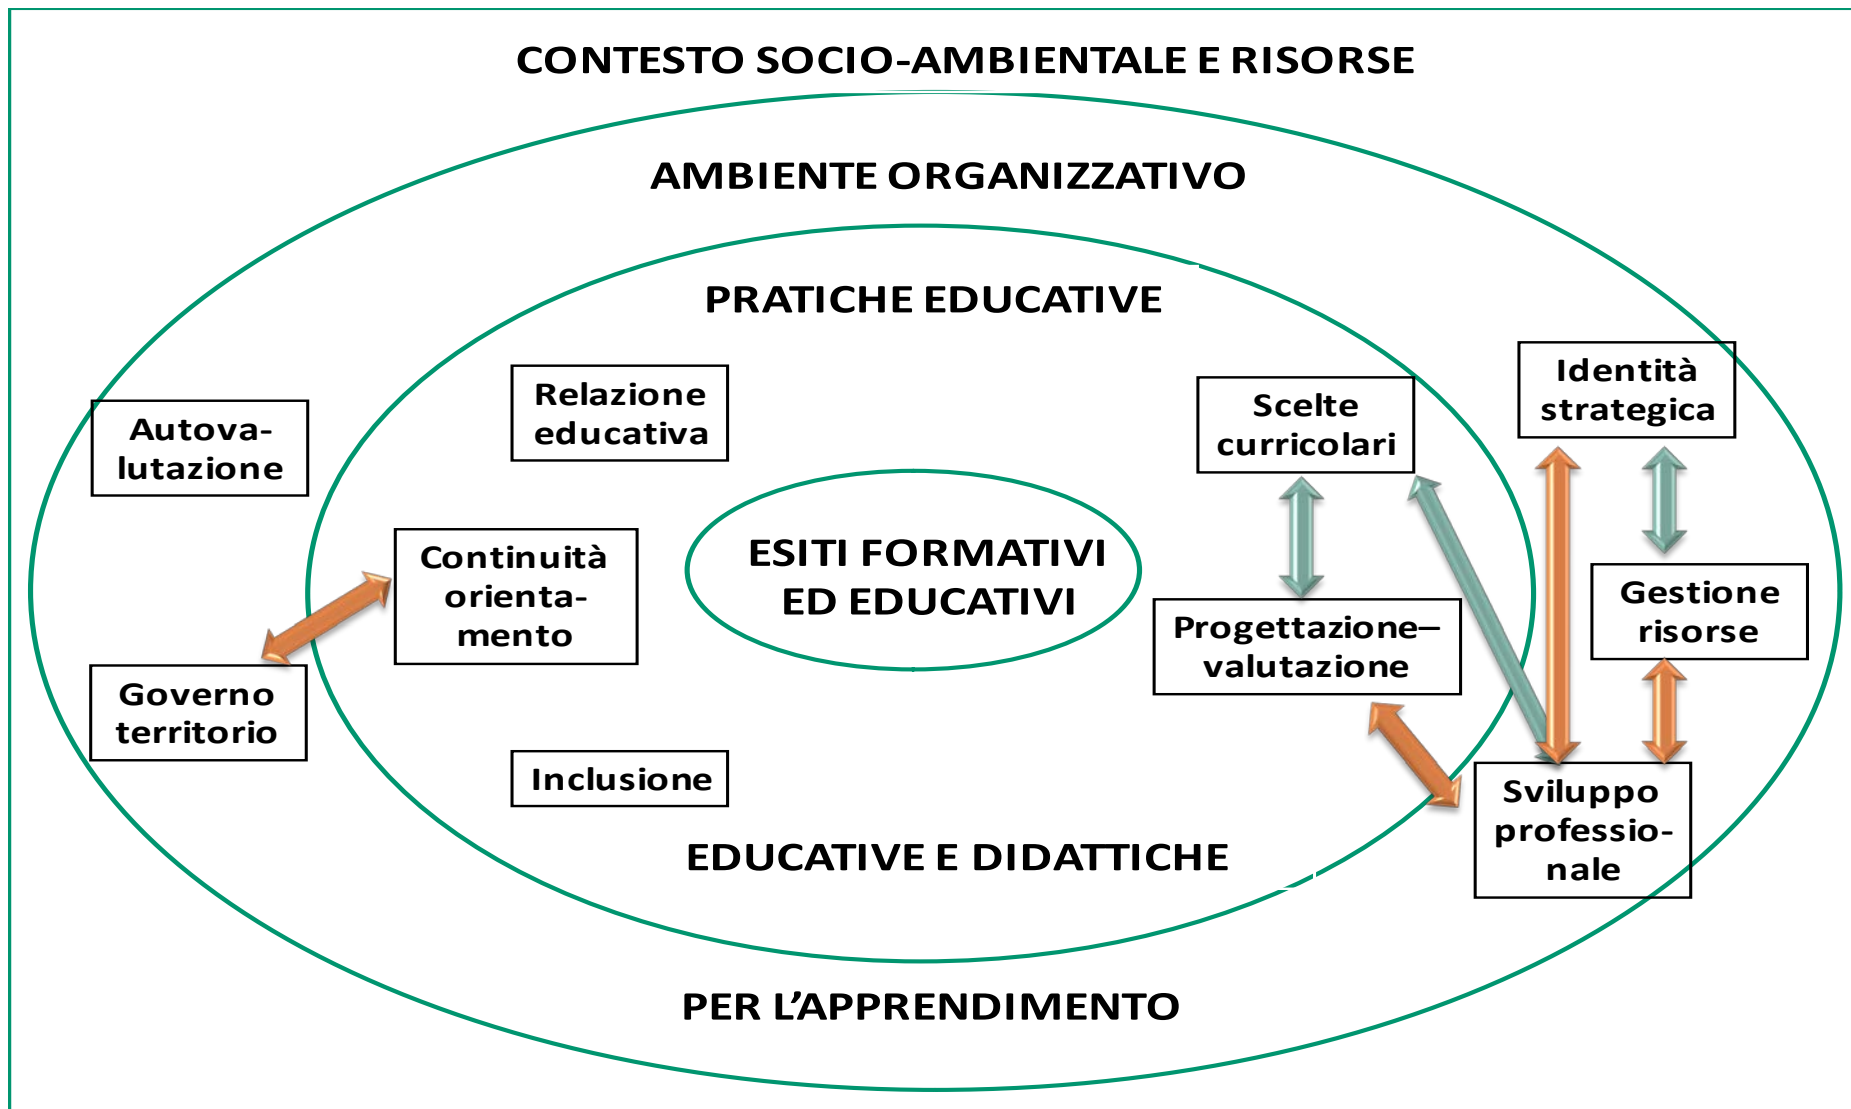 CONTESTO SOCIO-AMBIENTALE E RISORSE
AMBIENTE ORGANIZZATIVO
PRATICHE EDUCATIVE
Relazione
educativa
Autova-
lutazione
Continuità
orienta-
mento
Governo
territorio
Inclusione
ESITI FORMATIVI
ED EDUCATIVI
Scelte
curricolari
Progettazione–
valutazione
Identità
strategica
Gestione
risorse
Sviluppo
professio-
nale
EDUCATIVE E DIDATTICHE
PER L’APPRENDIMENTO